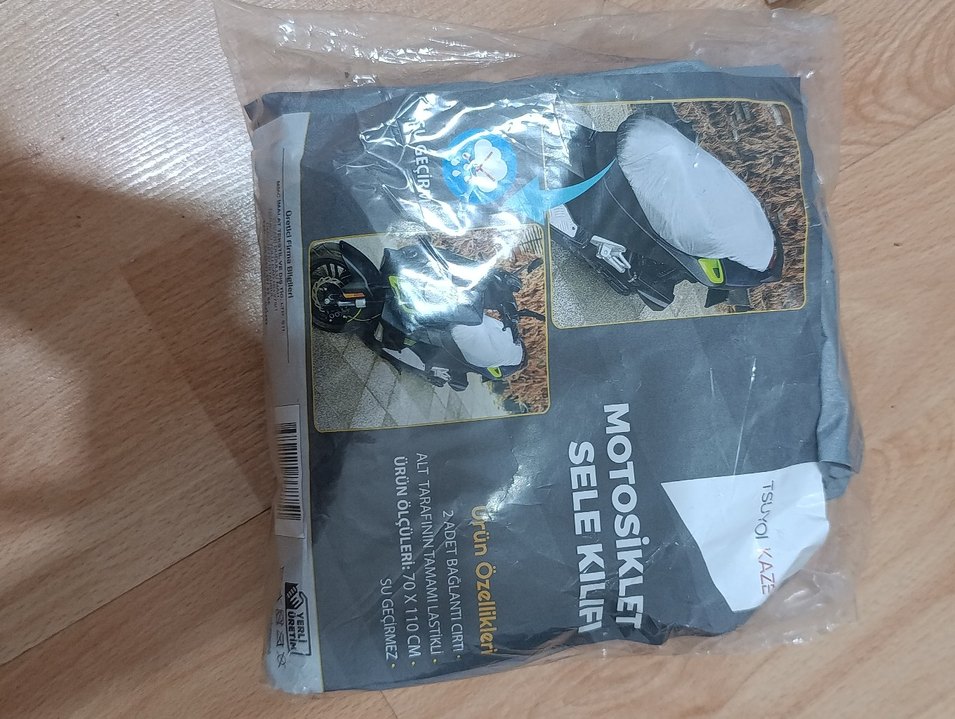 TSUYOI KAZE
MOTOSİKLET
SELE KILIFI
Ürün Özellikleri
2 ADET BAĞLANTI CIRTI •
ALT TARAFININ TAMAMI LASTİKLİ •
ÜRÜN ÖLÇÜLERİ: 70 X 110 CM •
SU GEÇİRMEZ •
Üretici Firma Bilgileri
YERLİ
ÜRETİM